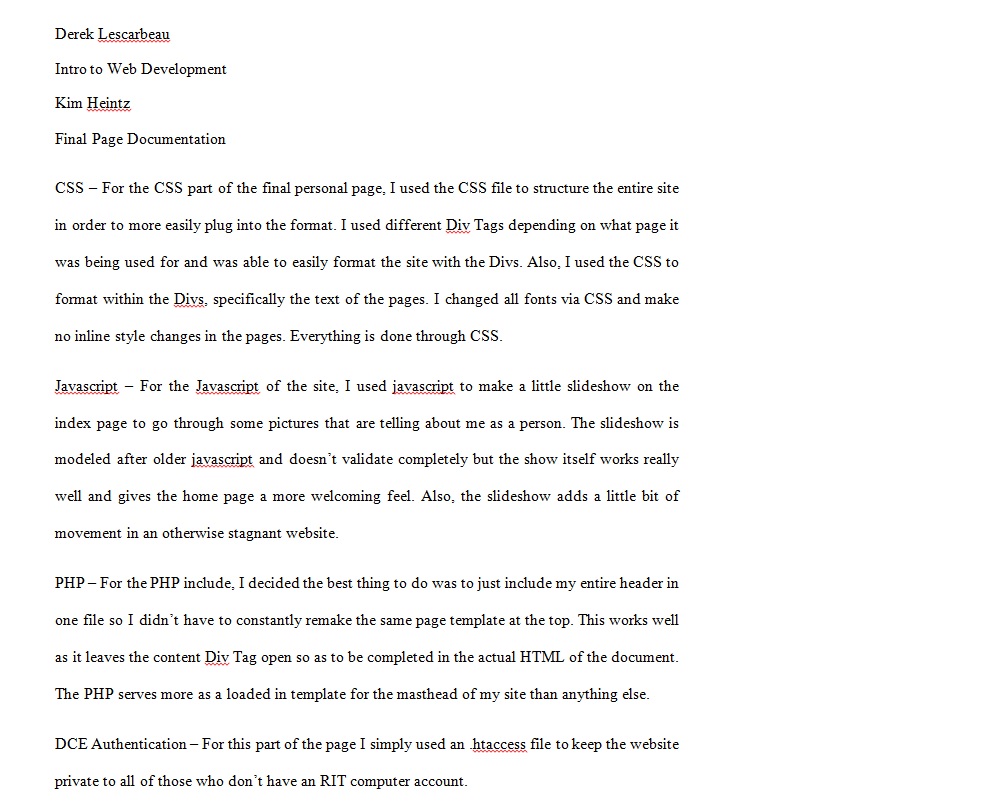 Derek Lescarbeau
Intro to Web Development
Kim Heintz
Final Page Documentation
CSS – For the CSS part of the final personal page, I used the CSS file to structure the entire site
in order to more easily plug into the format. I used different Div Tags depending on what page it
was being used for and was able to easily format the site with the Divs. Also, I used the CSS to
format within the Divs, specifically the text of the pages. I changed all fonts via CSS and make
no inline style changes in the pages. Everything is done through CSS.
Javascript – For the Javascript of the site, I used javascript to make a little slideshow on the
index page to go through some pictures that are telling about me as a person. The slideshow is
modeled after older javascript and doesn’t validate completely but the show itself works really
well and gives the home page a more welcoming feel. Also, the slideshow adds a little bit of
movement in an otherwise stagnant website.
PHP – For the PHP include, I decided the best thing to do was to just include my entire header in
one file so I didn’t have to constantly remake the same page template at the top. This works well
as it leaves the content Div Tag open so as to be completed in the actual HTML of the document.
The PHP serves more as a loaded in template for the masthead of my site than anything else.
DCE Authentication – For this part of the page I simply used an .htaccess file to keep the website
private to all of those who don’t have an RIT computer account.